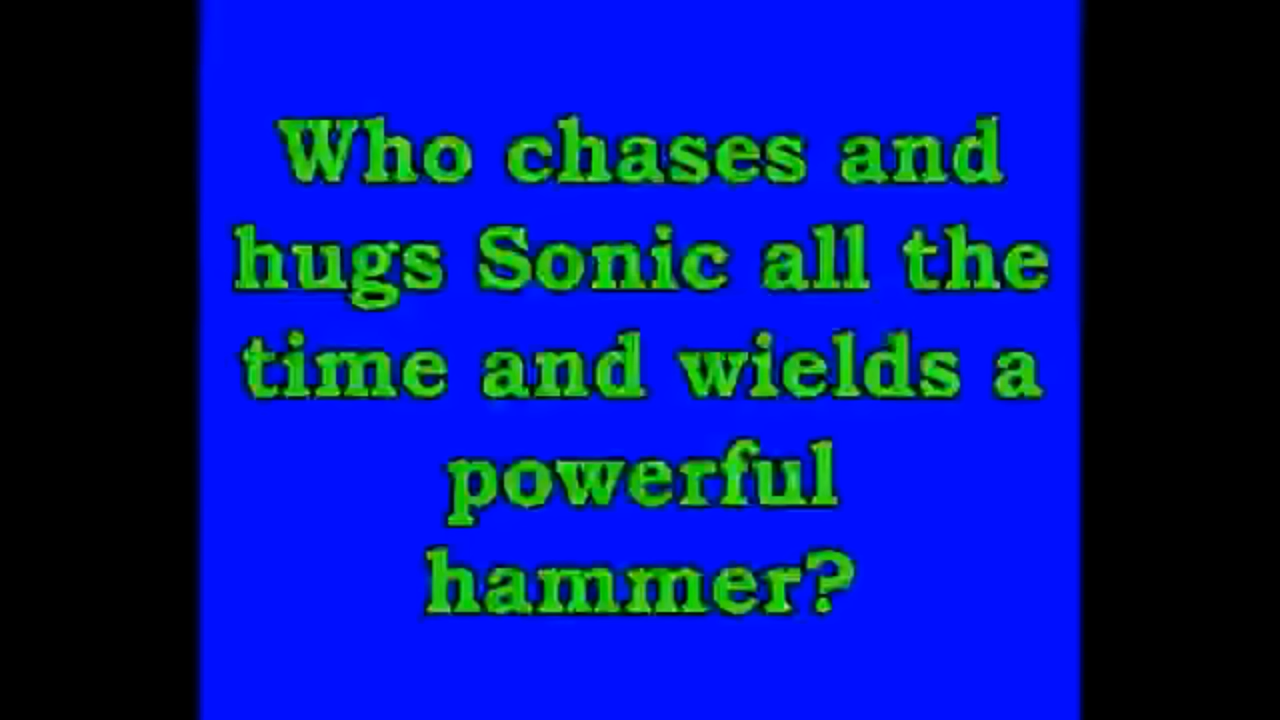 Who chases and
hugs Sonic all the
time and wields a
powerful
hammer?